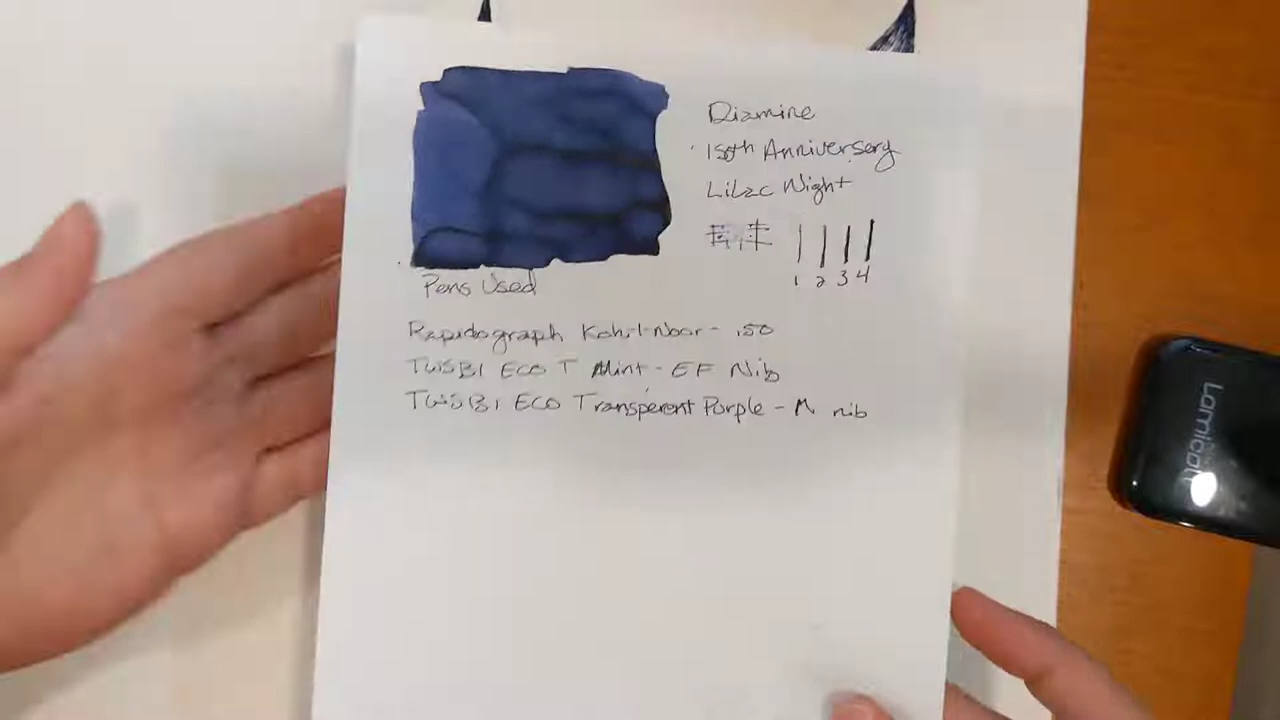 Diamine
150th Anniversary
Lilac Night
1 2 3 4
Pens Used
Rapidograph Koh-I-noor - .50
TWSBI ECO T Mint - EF Nib
TWSBI ECO Transperent Purple - M nib
Lamicall